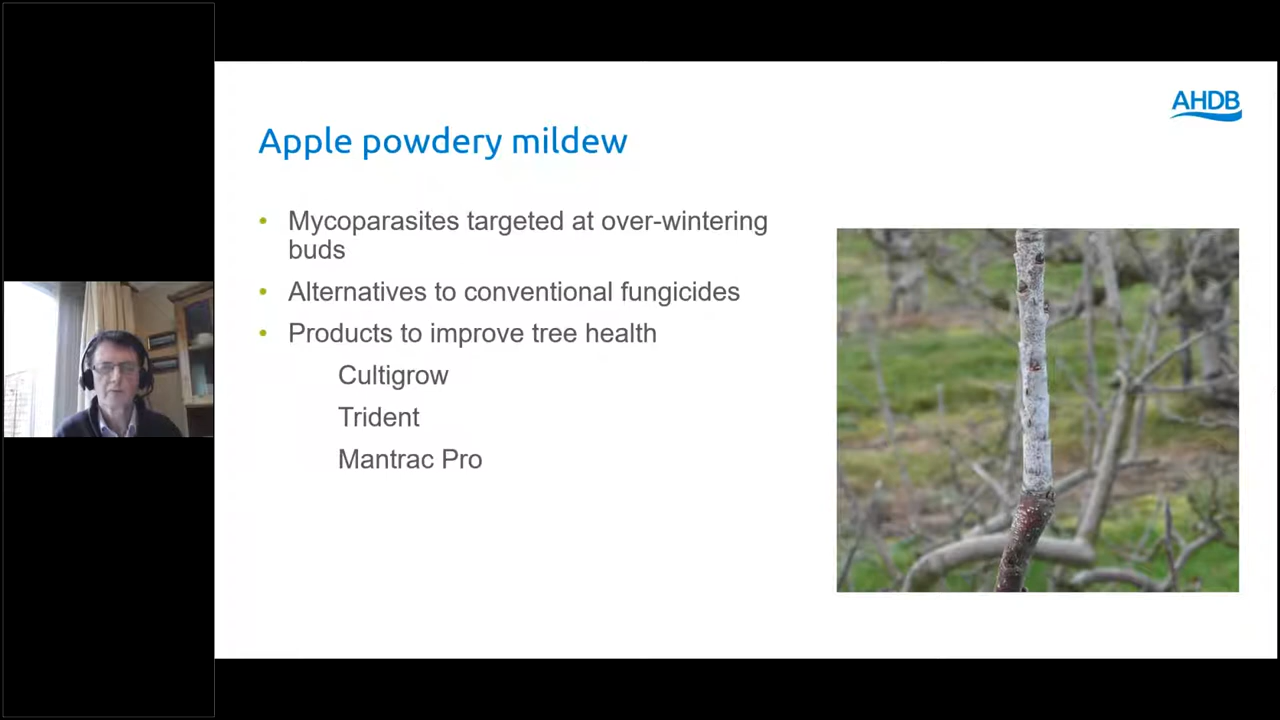 AHDB
Apple powdery mildew
• Mycoparasites targeted at over-wintering
buds
• Alternatives to conventional fungicides
• Products to improve tree health
Cultigrow
Trident
Mantrac Pro